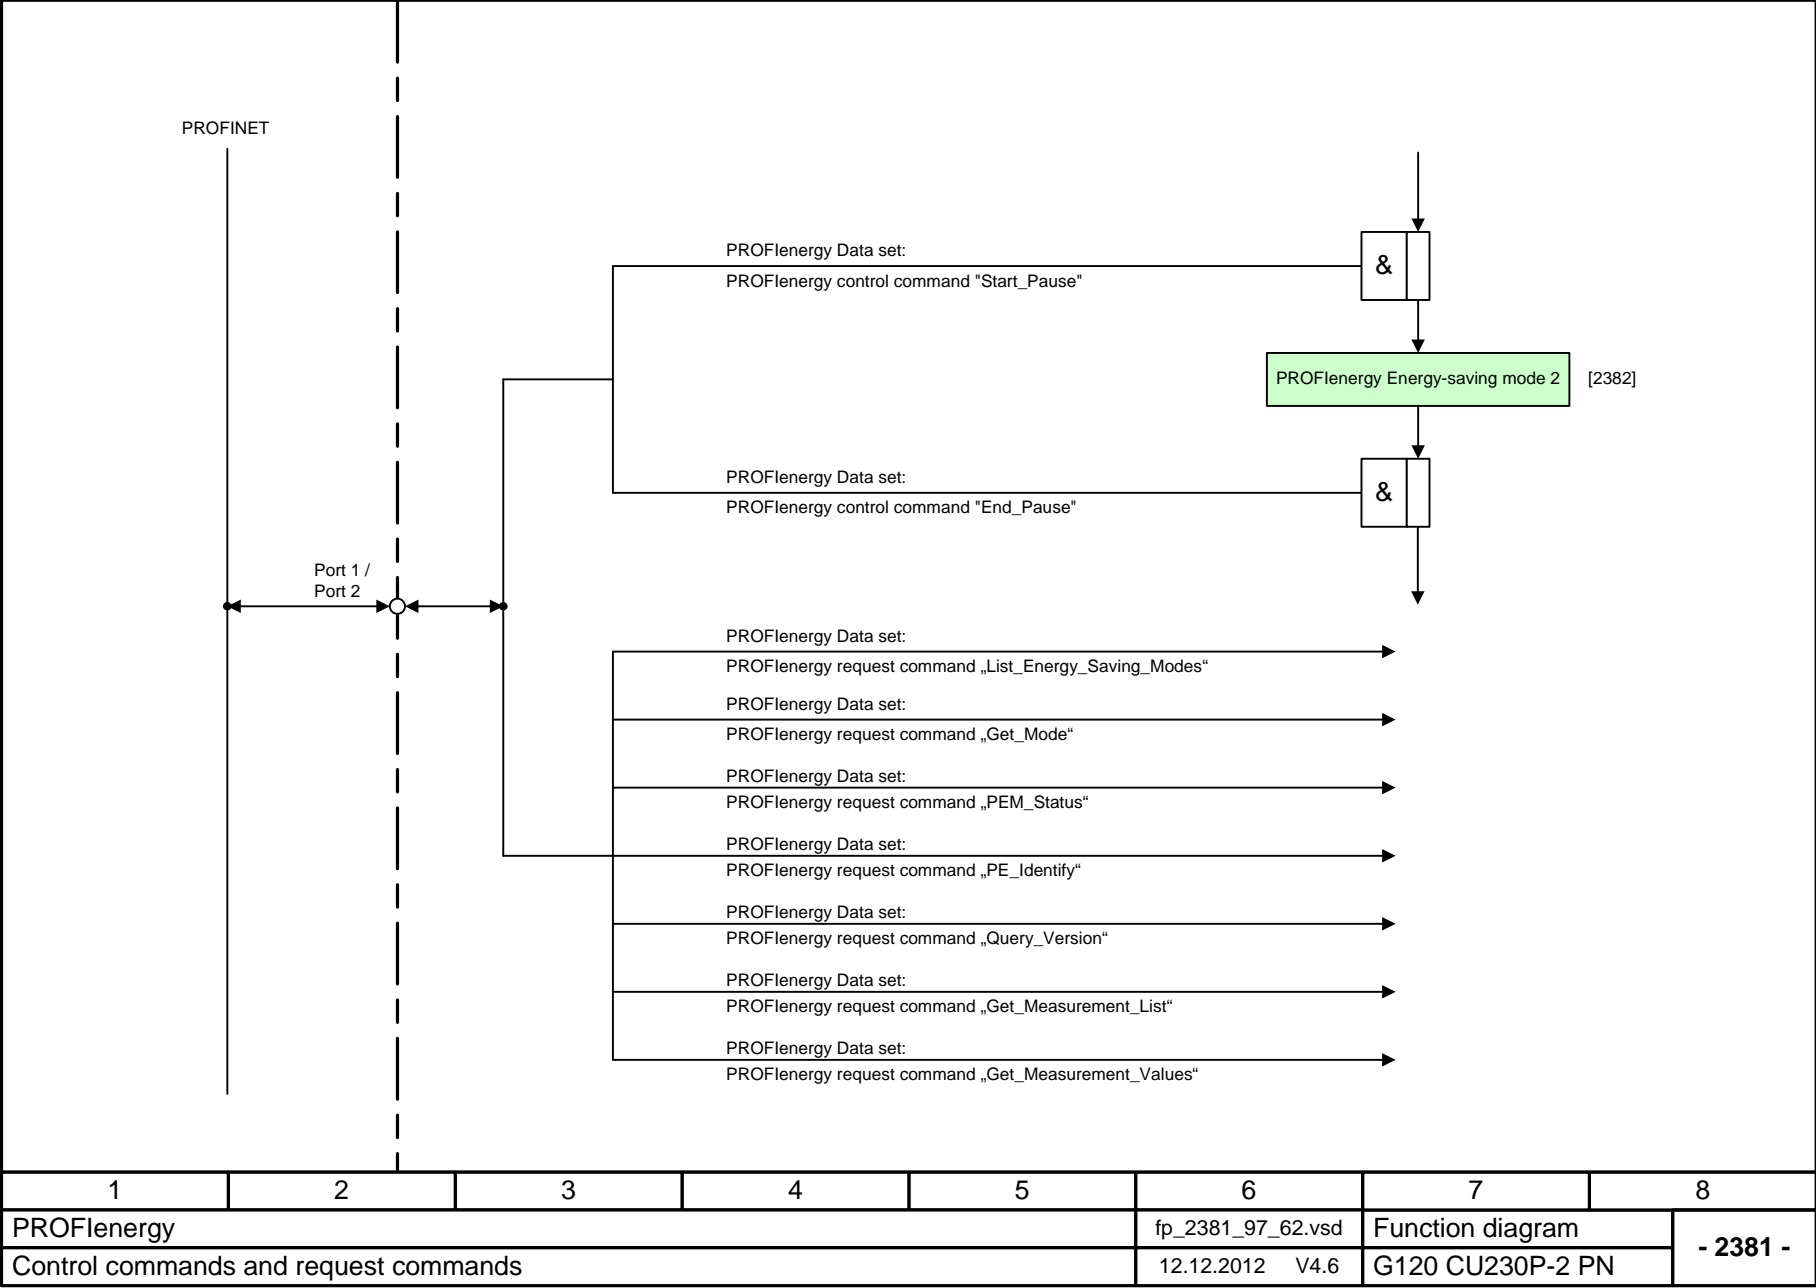 PROFINET
PROFIenergy Data set:
PROFIenergy control command "Start_Pause"
&
PROFIenergy Energy-saving mode 2
[2382]
PROFIenergy Data set:
PROFIenergy control command "End_Pause"
&
Port 1 /
Port 2
PROFIenergy Data set:
PROFIenergy request command „List_Energy_Saving_Modes“
PROFIenergy Data set:
PROFIenergy request command „Get_Mode“
PROFIenergy Data set:
PROFIenergy request command „PEM_Status“
PROFIenergy Data set:
PROFIenergy request command „PE_Identify“
PROFIenergy Data set:
PROFIenergy request command „Query_Version“
PROFIenergy Data set:
PROFIenergy request command „Get_Measurement_List“
PROFIenergy Data set:
PROFIenergy request command „Get_Measurement_Values“
1 2 3 4 5 6 7 8
PROFIenergy
fp_2381_97_62.vsd
Function diagram
- 2381 -
Control commands and request commands
12.12.2012 V4.6
G120 CU230P-2 PN